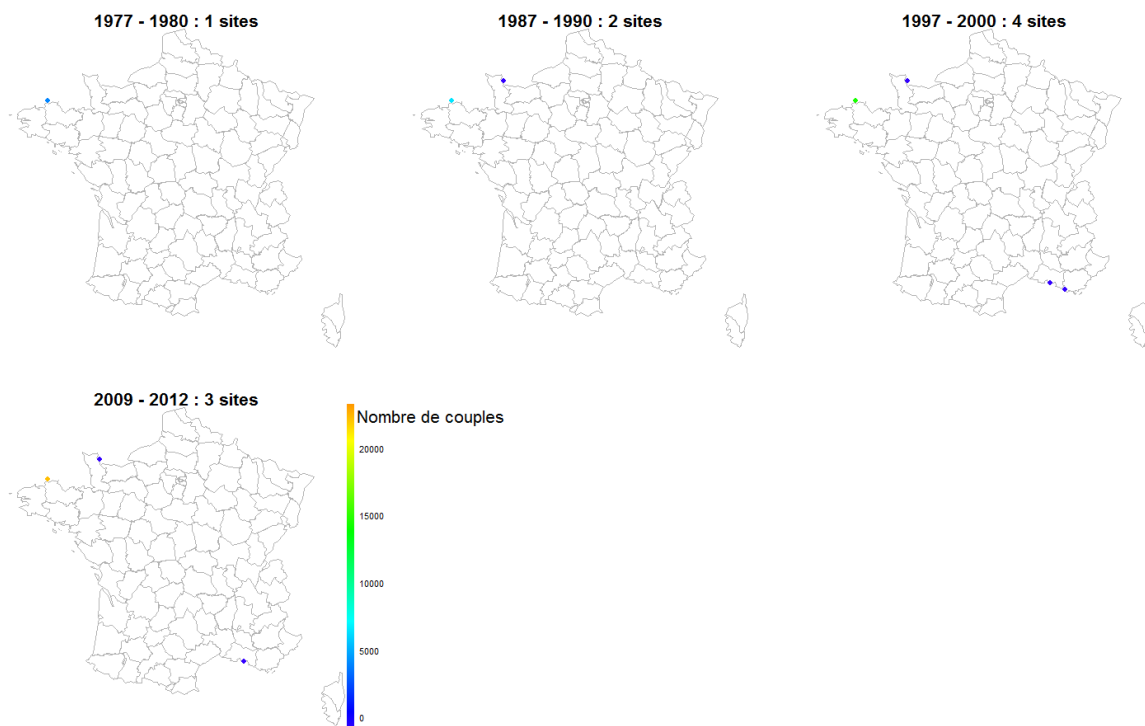 1977 - 1980 : 1 sites
1987 - 1990 : 2 sites
1997 - 2000 : 4 sites
2009 - 2012 : 3 sites
Nombre de couples
20000
15000
10000
5000
0